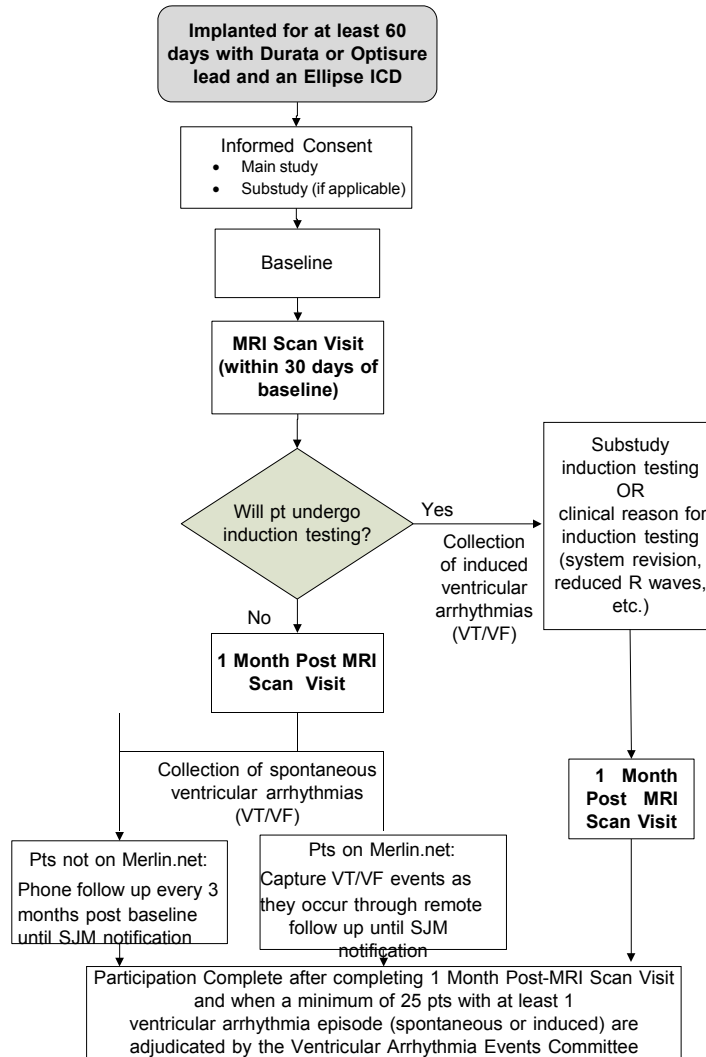 Implanted for at least 60
days with Durata or Optisure
lead and an Ellipse ICD
Informed Consent
• Main study
• Substudy (if applicable)
Baseline
MRI Scan Visit
(within 30 days of
baseline)
Will pt undergo
induction testing?
Yes
Collection
of induced
ventricular
arrhythmias
(VT/VF)
Substudy
induction testing
OR
clinical reason for
induction testing
(system revision,
reduced R waves,
etc.)
No
1 Month Post MRI
Scan Visit
Collection of spontaneous
ventricular arrhythmias
(VT/VF)
1 Month
Post MRI
Scan Visit
Pts not on Merlin.net:
Phone follow up every 3
months post baseline
until SJM notification
Pts on Merlin.net:
Capture VT/VF events as
they occur through remote
follow up until SJM
notification
Participation Complete after completing 1 Month Post-MRI Scan Visit
and when a minimum of 25 pts with at least 1
ventricular arrhythmia episode (spontaneous or induced) are
adjudicated by the Ventricular Arrhythmia Events Committee